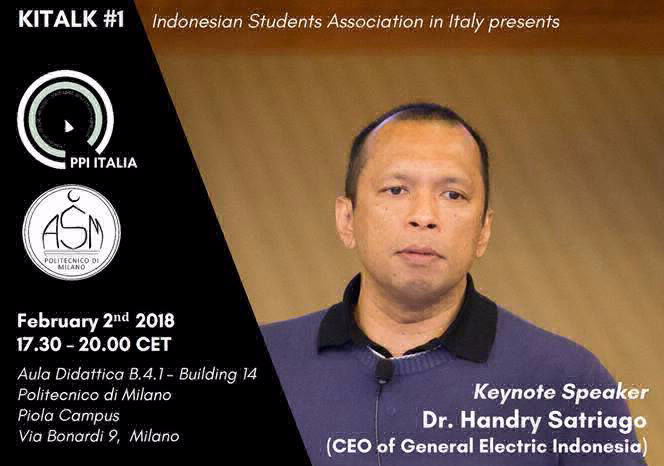 KITALK #1
Indonesian Students Association in Italy presents
PPI ITALIA
ASM
POLITECNICO DI
MILANO
February 2nd 2018
17.30 – 20.00 CET
Aula Didattica B.4.1 - Building 14
Politecnico di Milano
Piola Campus
Via Bonardi 9, Milano
Keynote Speaker
Dr. Handry Satriago
(CEO of General Electric Indonesia)